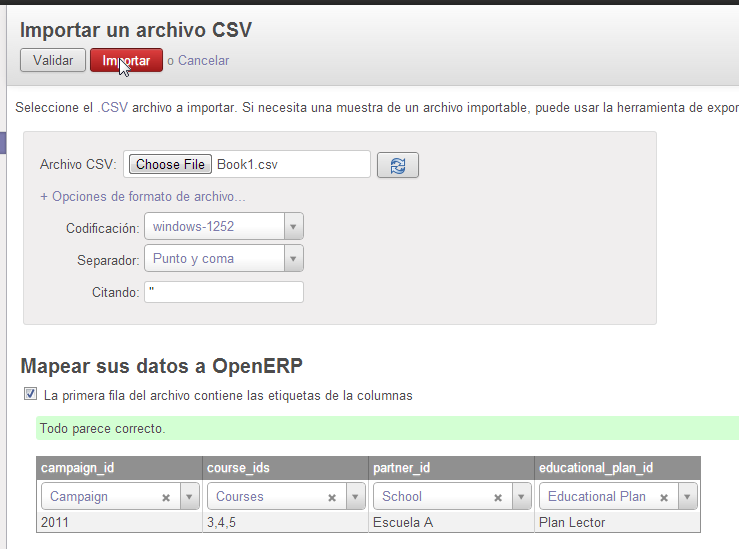 Importar un archivo CSV
Validar Importar o Cancelar
Seleccione el .CSV archivo a importar. Si necesita una muestra de un archivo importable, puede usar la herramienta de expor
Archivo CSV: Choose File Book1.csv
+ Opciones de formato de archivo...
Codificación: windows-1252
Separador: Punto y coma
Citando: "
Mapear sus datos a OpenERP
La primera fila del archivo contiene las etiquetas de la columnas
Todo parece correcto.
campaign_id course_ids partner_id educational_plan_id
Campaign Courses School Educational Plan
2011 3,4,5 Escuela A Plan Lector